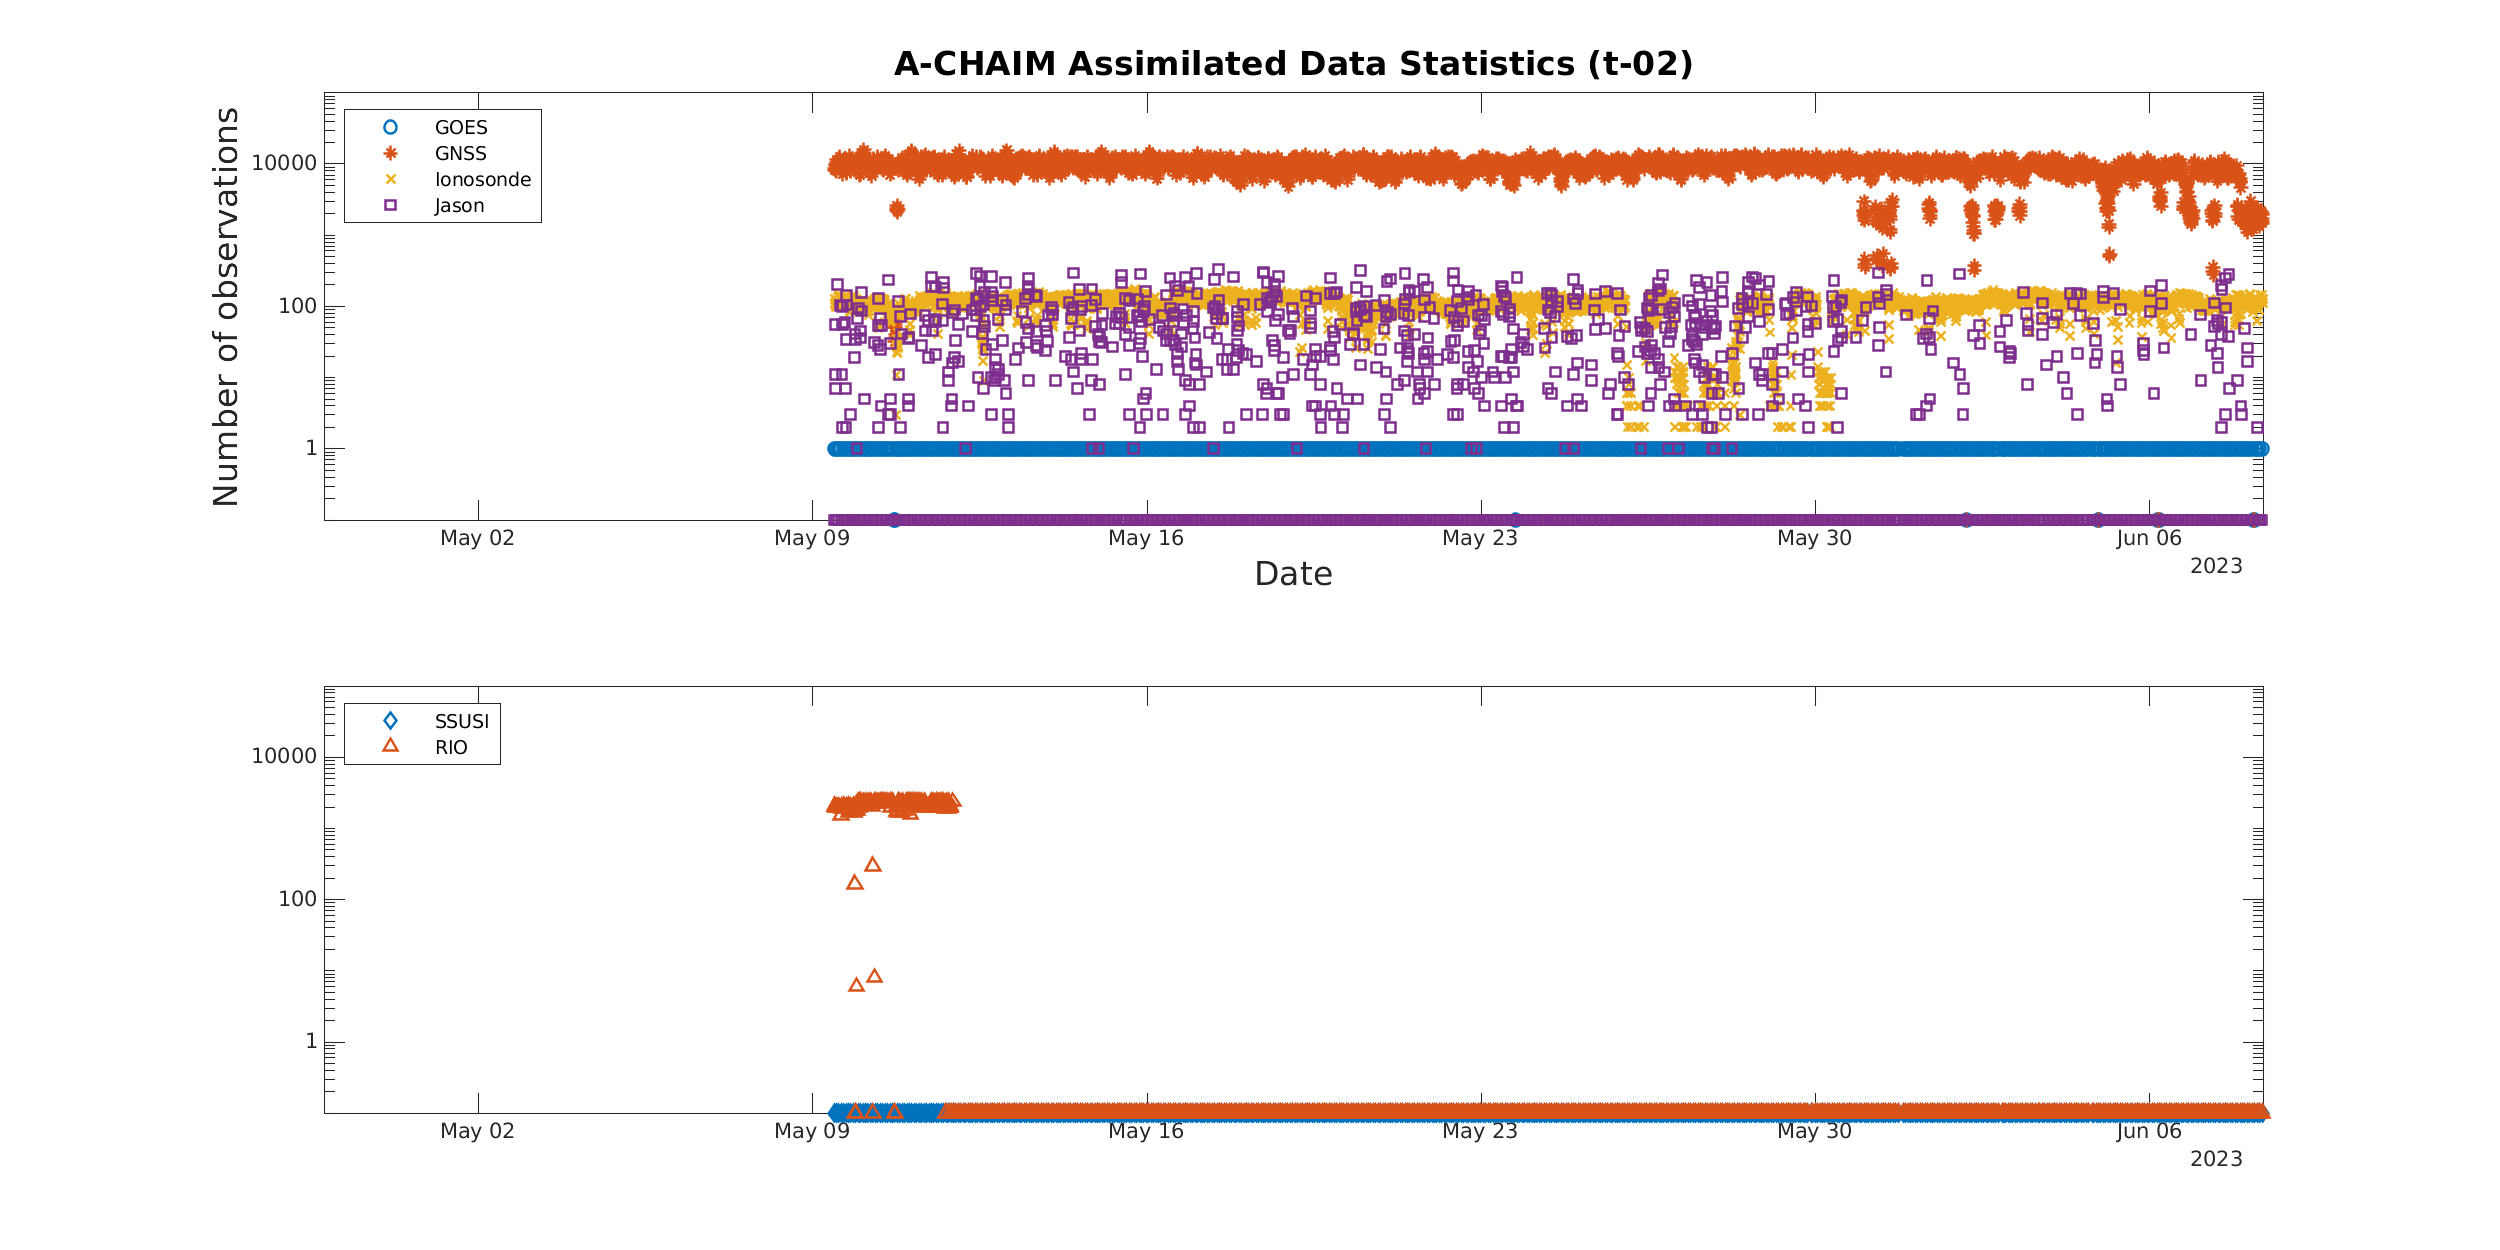 A-CHAIM Assimilated Data Statistics (t-02)
Number of observations
10000
100
1
GOES
GNSS
Ionosonde
Jason
May 02
May 09
May 16
May 23
May 30
Jun 06
2023
Date
10000
100
1
SSUSI
RIO
May 02
May 09
May 16
May 23
May 30
Jun 06
2023